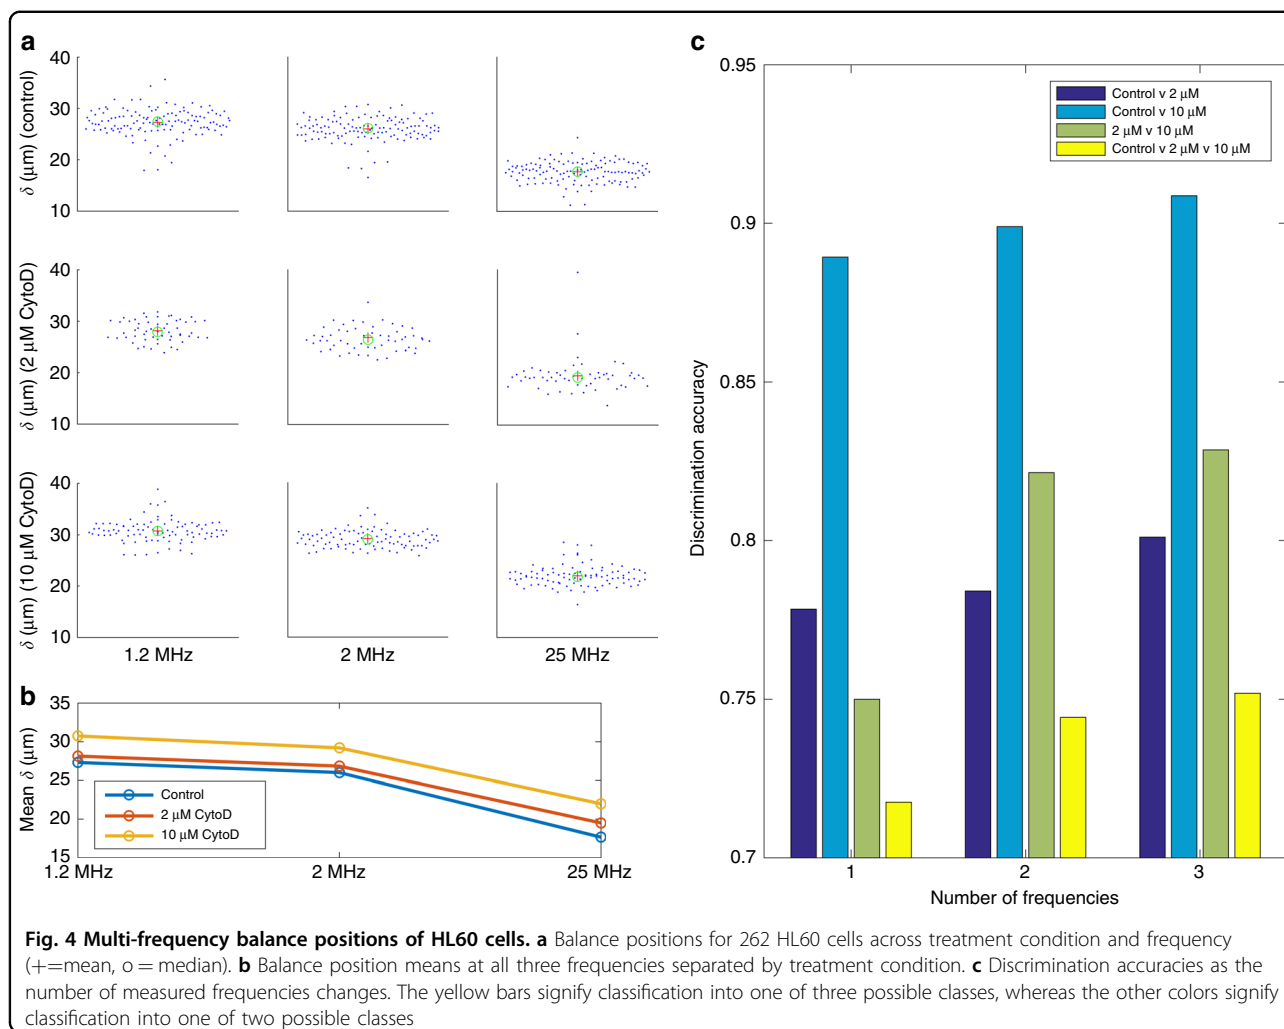 a
40
30
20
10
δ (μm) (control)
40
30
20
10
δ (μm) (2 μM CytoD)
40
30
20
10
δ (μm) (10 μM CytoD)
1.2 MHz
2 MHz
25 MHz
b
35
30
25
20
15
Mean δ (μm)
Control
2 μM CytoD
10 μM CytoD
1.2 MHz
2 MHz
25 MHz
c
0.95
0.9
0.85
0.8
0.75
0.7
Discrimination accuracy
Control v 2 μM
Control v 10 μM
2 μM v 10 μM
Control v 2 μM v 10 μM
1
2
3
Number of frequencies
Fig. 4 Multi-frequency balance positions of HL60 cells. a Balance positions for 262 HL60 cells across treatment condition and frequency
(+=mean, o = median). b Balance position means at all three frequencies separated by treatment condition. c Discrimination accuracies as the
number of measured frequencies changes. The yellow bars signify classification into one of three possible classes, whereas the other colors signify
classification into one of two possible classes